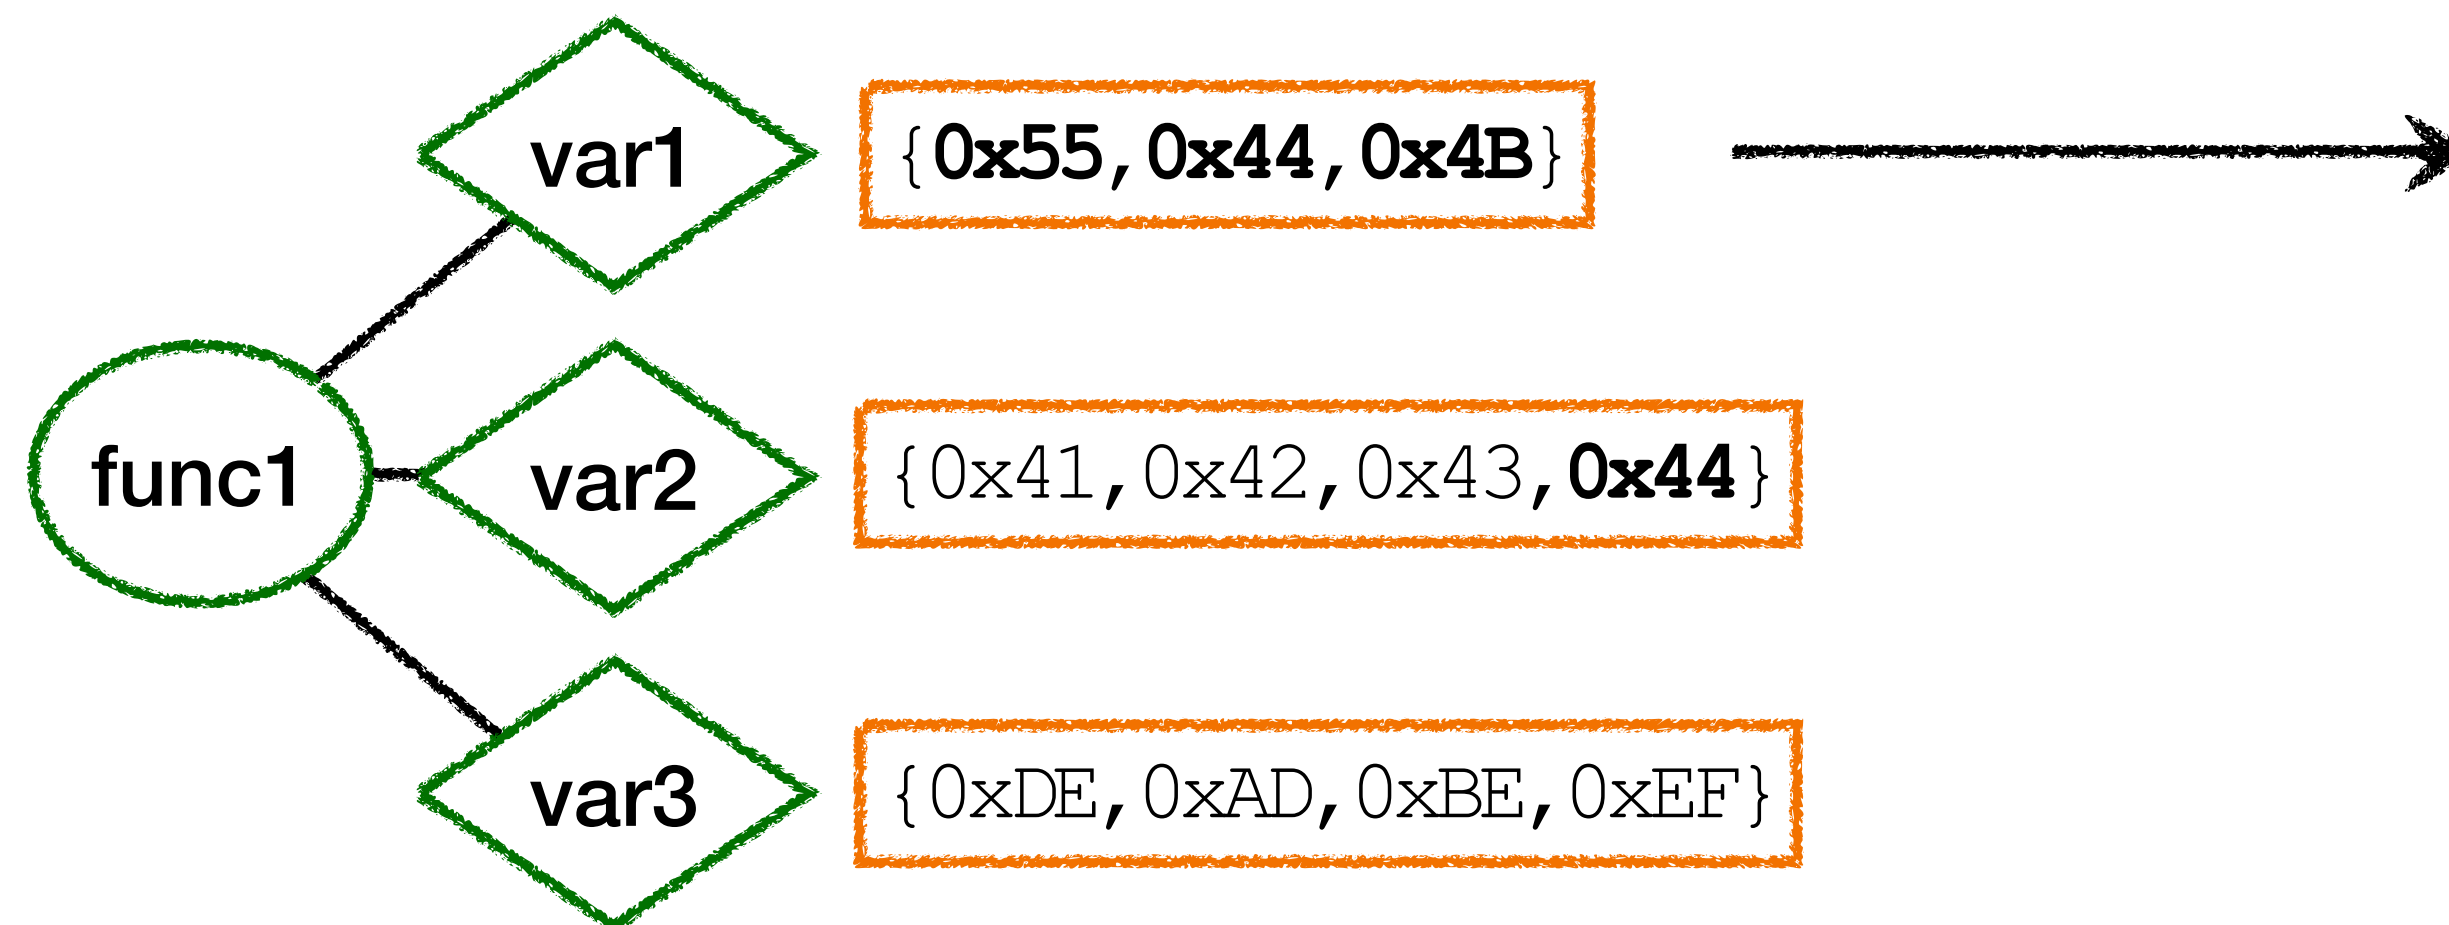 var1
{0x55,0x44,0x4B}
func1
var2
{0x41,0x42,0x43,0x44}
var3
{0xDE,0xAD,0xBE,0xEF}